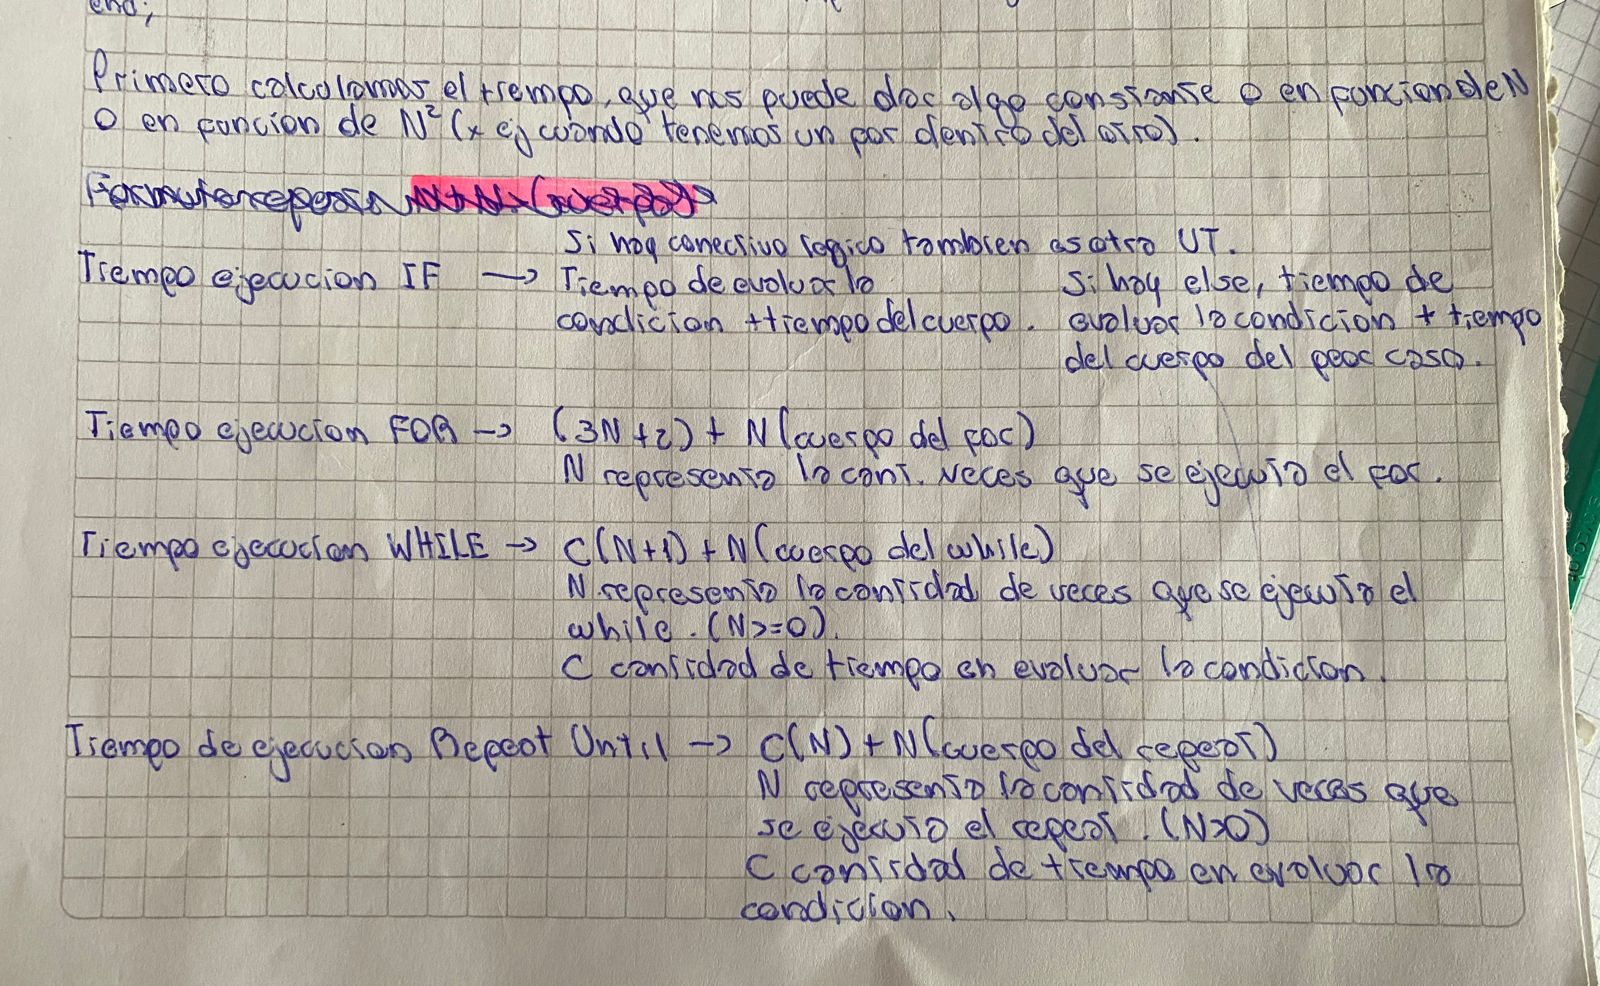 end;
Primero calculamos el tiempo, que nos puede dar algo constante o en funcion de N
O en funcion de N² (x ej cuando tenemos un for dentro del otro).
N+N.(cuerpo)
Si hay conectivo logico tambien es otro UT.
Tiempo ejecucion IF → Tiempo de evaluar la
condicion + tiempo del cuerpo.
Si hay else, tiempo de
evaluar la condicion + tiempo
del cuerpo del peor caso.
Tiempo ejecucion FOR → (3N+2) + N(cuerpo del for)
N representa la cant. veces que se ejecuta el for.
Tiempo ejecucion WHILE → C(N+1) + N(cuerpo del while)
N representa la cantidad de veces que se ejecuta el
while. (N>=0).
C cantidad de tiempo en evaluar la condicion.
Tiempo de ejecucion Repeat Until → C(N) + N(cuerpo del repeat)
N representa la cantidad de veces que
se ejecuta el repeat. (N>0)
C cantidad de tiempo en evaluar la
condicion.